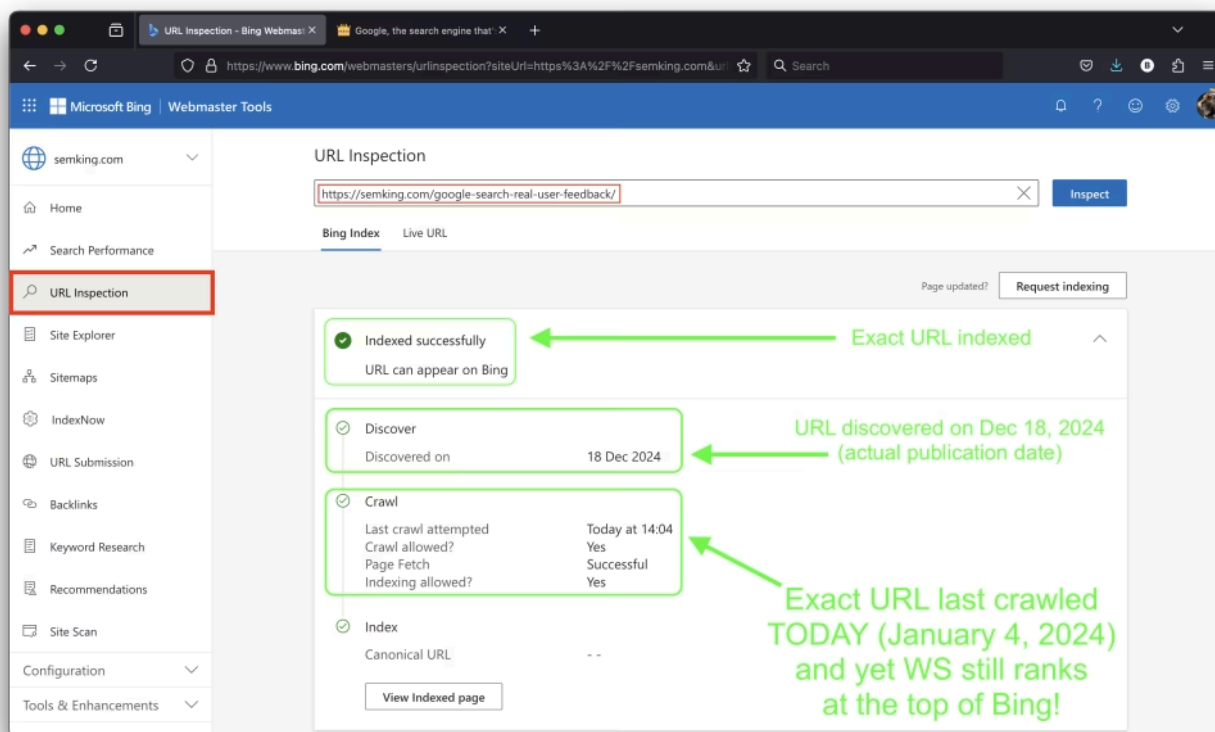 URL Inspection - Bing Webmast
Google, the search engine that'
https://www.bing.com/webmasters/urlinspection?siteUrl=https%3A%2F%2Fsemking.com&ur
Search
Microsoft Bing
Webmaster Tools
semking.com
Home
Search Performance
URL Inspection
Site Explorer
Sitemaps
IndexNow
URL Submission
Backlinks
Keyword Research
Recommendations
Site Scan
Configuration
Tools & Enhancements
URL Inspection
https://semking.com/google-search-real-user-feedback/
Inspect
Bing Index
Live URL
Page updated?
Request indexing
Indexed successfully
URL can appear on Bing
Exact URL indexed
Discover
Discovered on 18 Dec 2024
URL discovered on Dec 18, 2024
(actual publication date)
Crawl
Last crawl attempted Today at 14:04
Crawl allowed? Yes
Page Fetch Successful
Indexing allowed? Yes
Exact URL last crawled
TODAY (January 4, 2024)
and yet WS still ranks
at the top of Bing!
Index
Canonical URL - -
View Indexed page